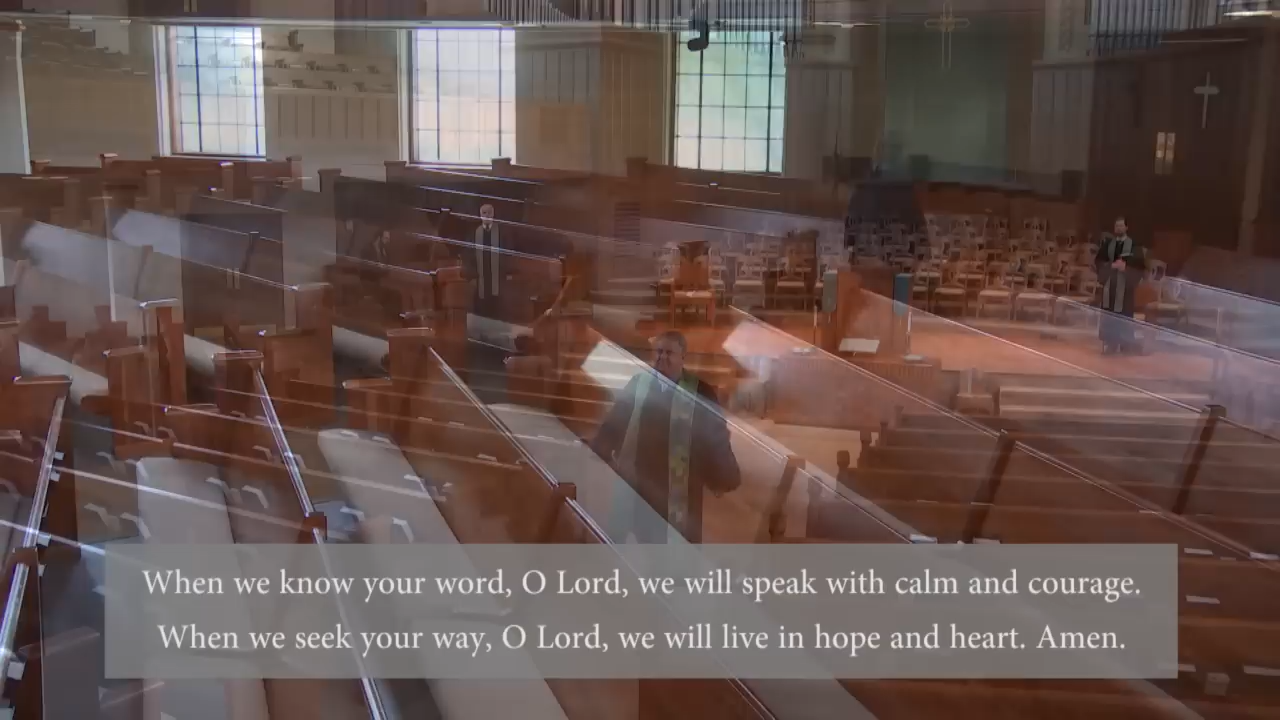 When we know your word, O Lord, we will speak with calm and courage.
When we seek your way, O Lord, we will live in hope and heart. Amen.